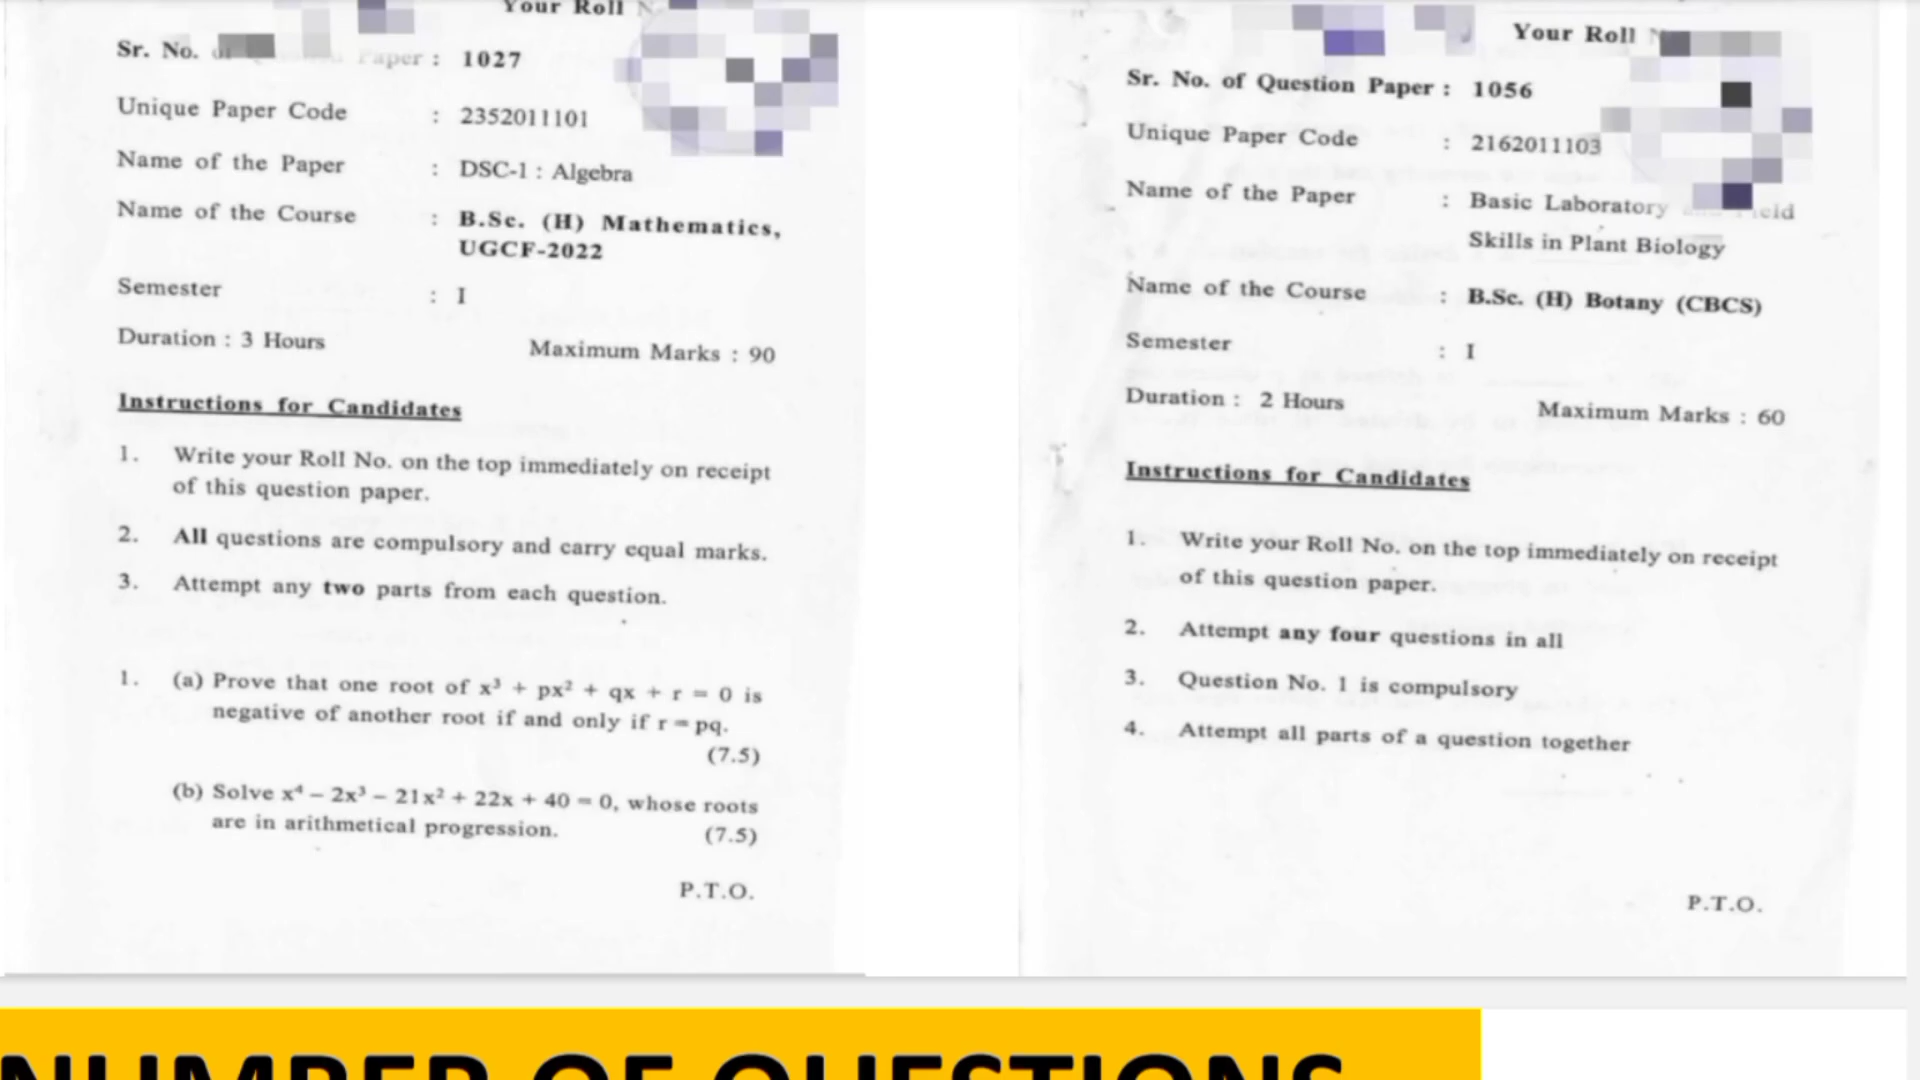 Your Roll
Sr. No. of Question Paper : 1027
Unique Paper Code : 2352011101
Name of the Paper : DSC-1 : Algebra
Name of the Course : B.Sc. (H) Mathematics,
UGCF-2022
Semester : I
Duration : 3 Hours Maximum Marks : 90
Instructions for Candidates
1. Write your Roll No. on the top immediately on receipt
of this question paper.
2. All questions are compulsory and carry equal marks.
3. Attempt any two parts from each question.
1. (a) Prove that one root of x³ + px² + qx + r = 0 is
negative of another root if and only if r = pq.
(7.5)
(b) Solve x⁴ – 2x³ – 21x² + 22x + 40 = 0, whose roots
are in arithmetical progression. (7.5)
P.T.O.
Your Roll
Sr. No. of Question Paper : 1056
Unique Paper Code : 2162011103
Name of the Paper : Basic Laboratory and Field
Skills in Plant Biology
Name of the Course : B.Sc. (H) Botany (CBCS)
Semester : I
Duration : 2 Hours Maximum Marks : 60
Instructions for Candidates
1. Write your Roll No. on the top immediately on receipt
of this question paper.
2. Attempt any four questions in all
3. Question No. 1 is compulsory
4. Attempt all parts of a question together
P.T.O.
NUMBER OF QUESTIONS